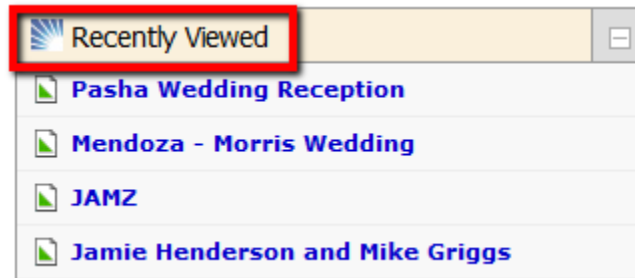 Recently Viewed
Pasha Wedding Reception
Mendoza - Morris Wedding
JAMZ
Jamie Henderson and Mike Griggs